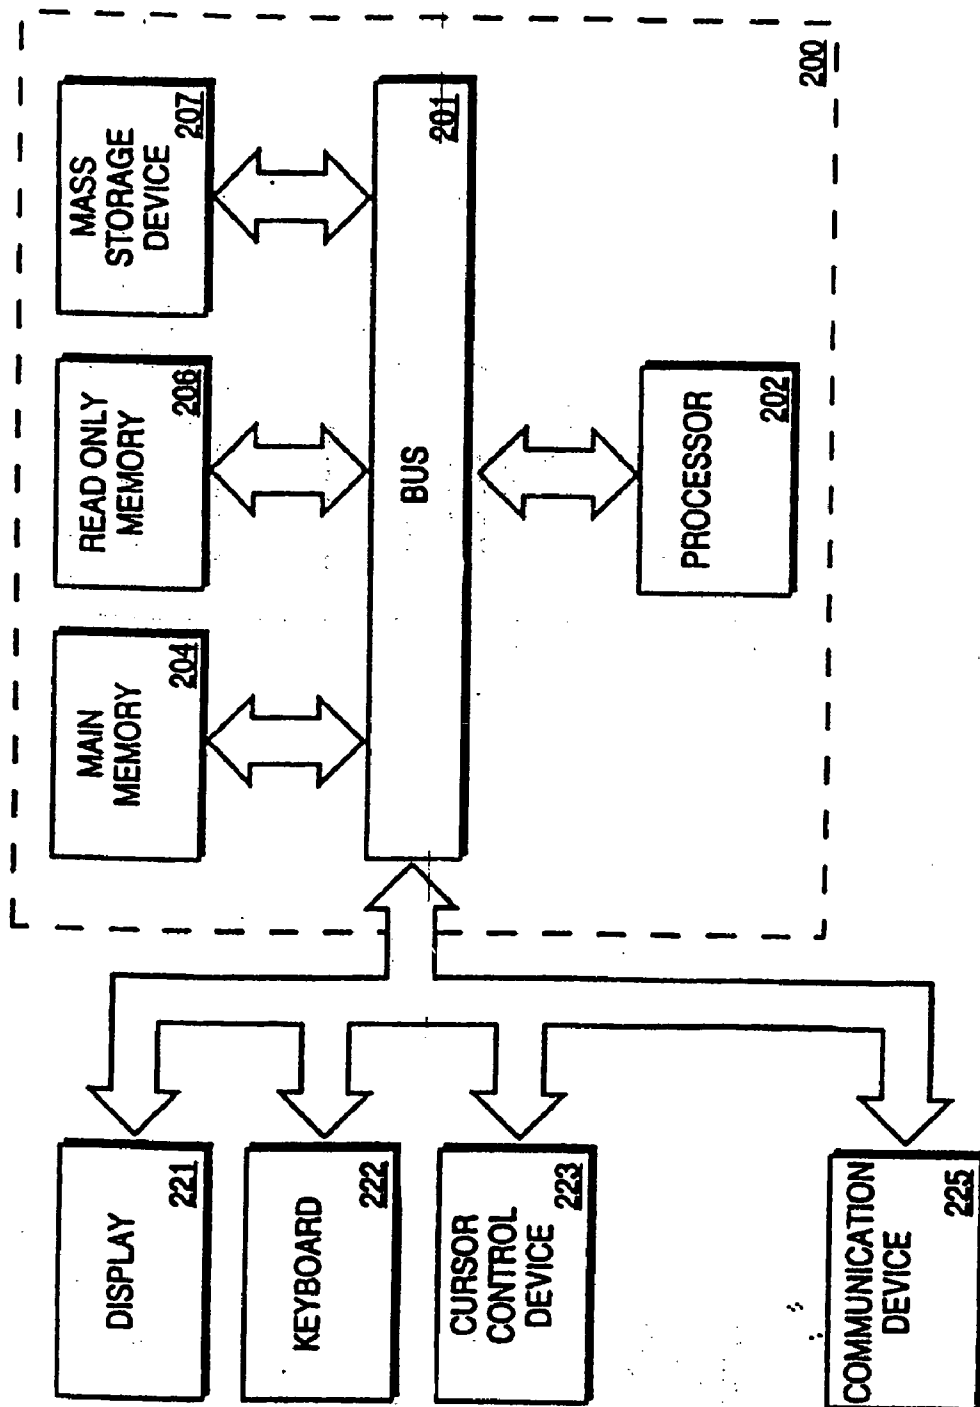 DISPLAY
221
KEYBOARD
222
CURSOR
CONTROL
DEVICE
223
COMMUNICATION
DEVICE
225
MAIN
MEMORY
204
READ ONLY
MEMORY
206
MASS
STORAGE
DEVICE
207
BUS
201
PROCESSOR
202
200